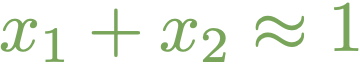 x₁ + x₂ ≈ 1